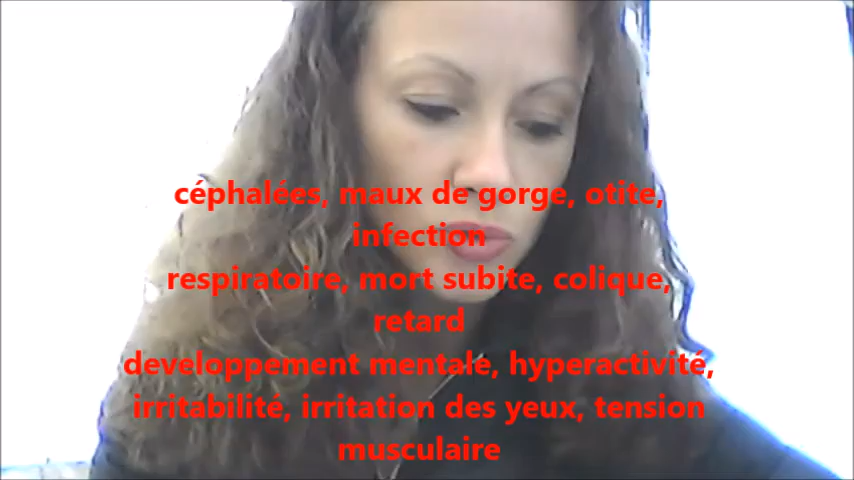 céphalées, maux de gorge, otite,
infection
respiratoire, mort subite, colique,
retard
developpement mentale, hyperactivité,
irritabilité, irritation des yeux, tension
musculaire